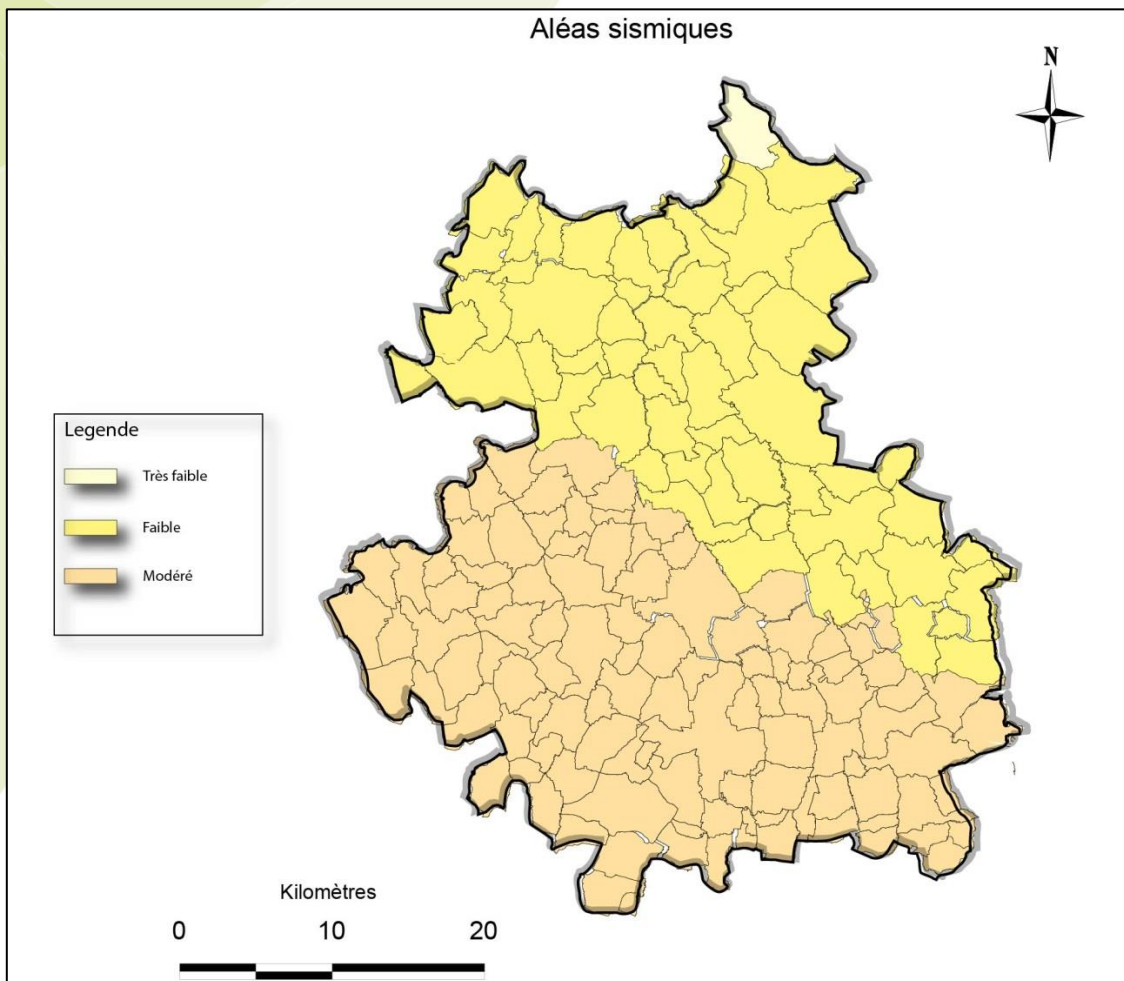 Aléas sismiques
N
Legende
Très faible
Faible
Modéré
Kilomètres
0 10 20